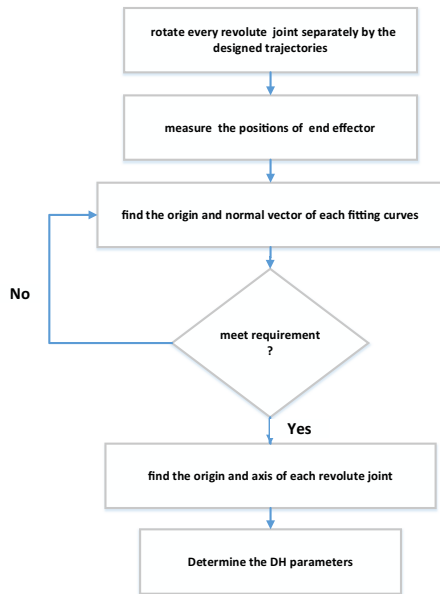 rotate every revolute joint separately by the
designed trajectories
measure the positions of end effector
find the origin and normal vector of each fitting curves
No
meet requirement
?
Yes
find the origin and axis of each revolute joint
Determine the DH parameters